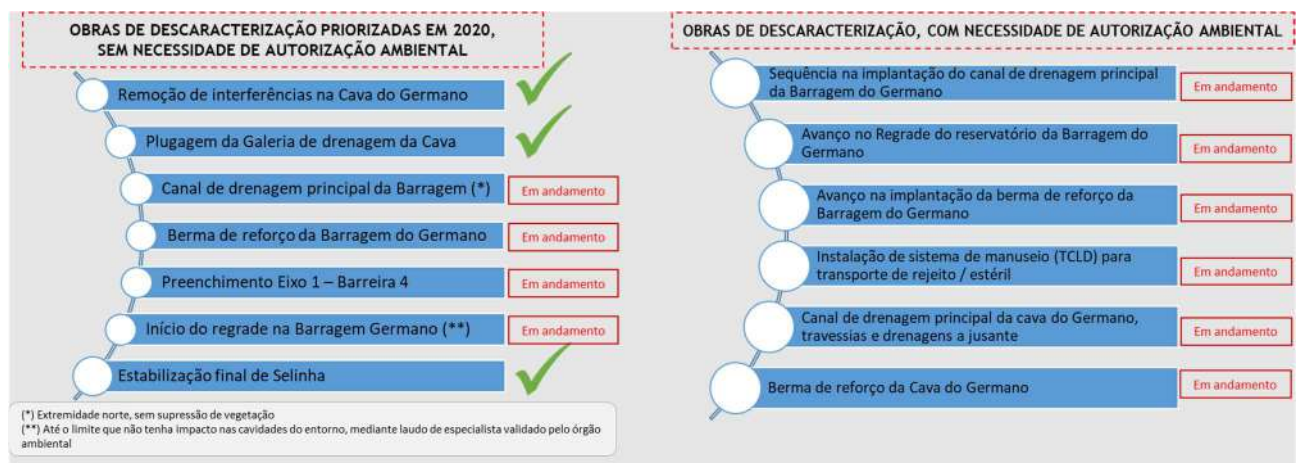 OBRAS DE DESCARACTERIZAÇÃO PRIORIZADAS EM 2020,
SEM NECESSIDADE DE AUTORIZAÇÃO AMBIENTAL
Remoção de interferências na Cava do Germano
Plugagem da Galeria de drenagem da Cava
Canal de drenagem principal da Barragem (*)
Em andamento
Berma de reforço da Barragem do Germano
Em andamento
Preenchimento Eixo 1 – Barreira 4
Em andamento
Início do regrade na Barragem Germano (**)
Em andamento
Estabilização final de Selinha
(*) Extremidade norte, sem supressão de vegetação
(**) Até o limite que não tenha impacto nas cavidades do entorno, mediante laudo de especialista validado pelo órgão
ambiental
OBRAS DE DESCARACTERIZAÇÃO, COM NECESSIDADE DE AUTORIZAÇÃO AMBIENTAL
Sequência na implantação do canal de drenagem principal
da Barragem do Germano
Em andamento
Avanço no Regrade do reservatório da Barragem do
Germano
Em andamento
Avanço na implantação da berma de reforço da
Barragem do Germano
Em andamento
Instalação de sistema de manuseio (TCLD) para
transporte de rejeito / estéril
Em andamento
Canal de drenagem principal da cava do Germano,
travessias e drenagens a jusante
Em andamento
Berma de reforço da Cava do Germano
Em andamento